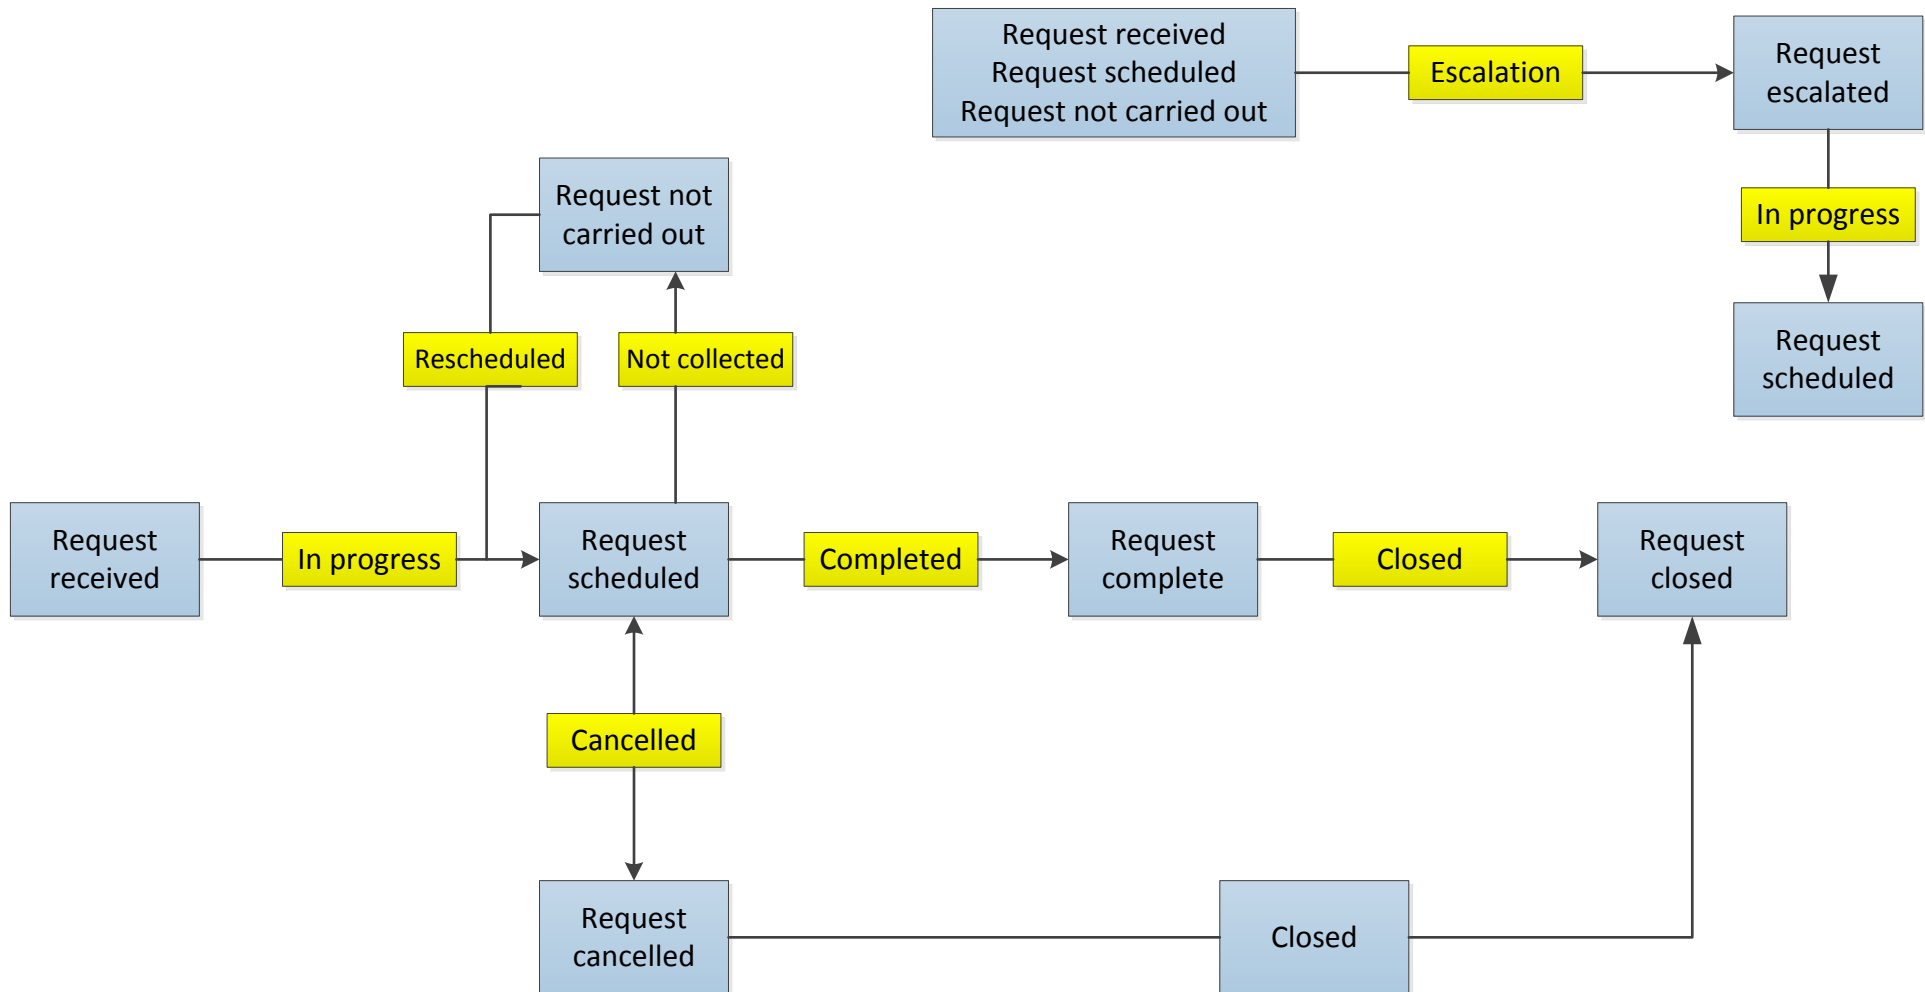 Request received
Request scheduled
Request not carried out
Escalation
Request
escalated
In progress
Request
scheduled
Request not
carried out
Rescheduled
Not collected
Request
received
In progress
Request
scheduled
Completed
Request
complete
Closed
Request
closed
Cancelled
Request
cancelled
Closed